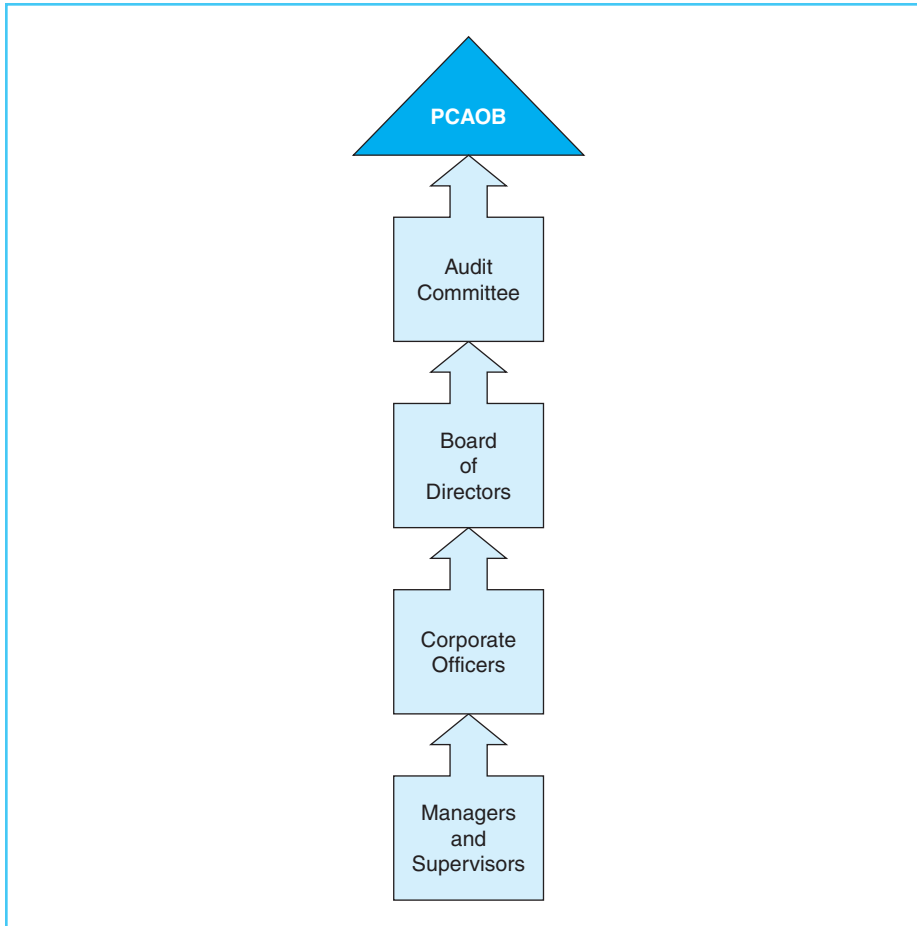 PCAOB
Audit
Committee
Board
of
Directors
Corporate
Officers
Managers
and
Supervisors